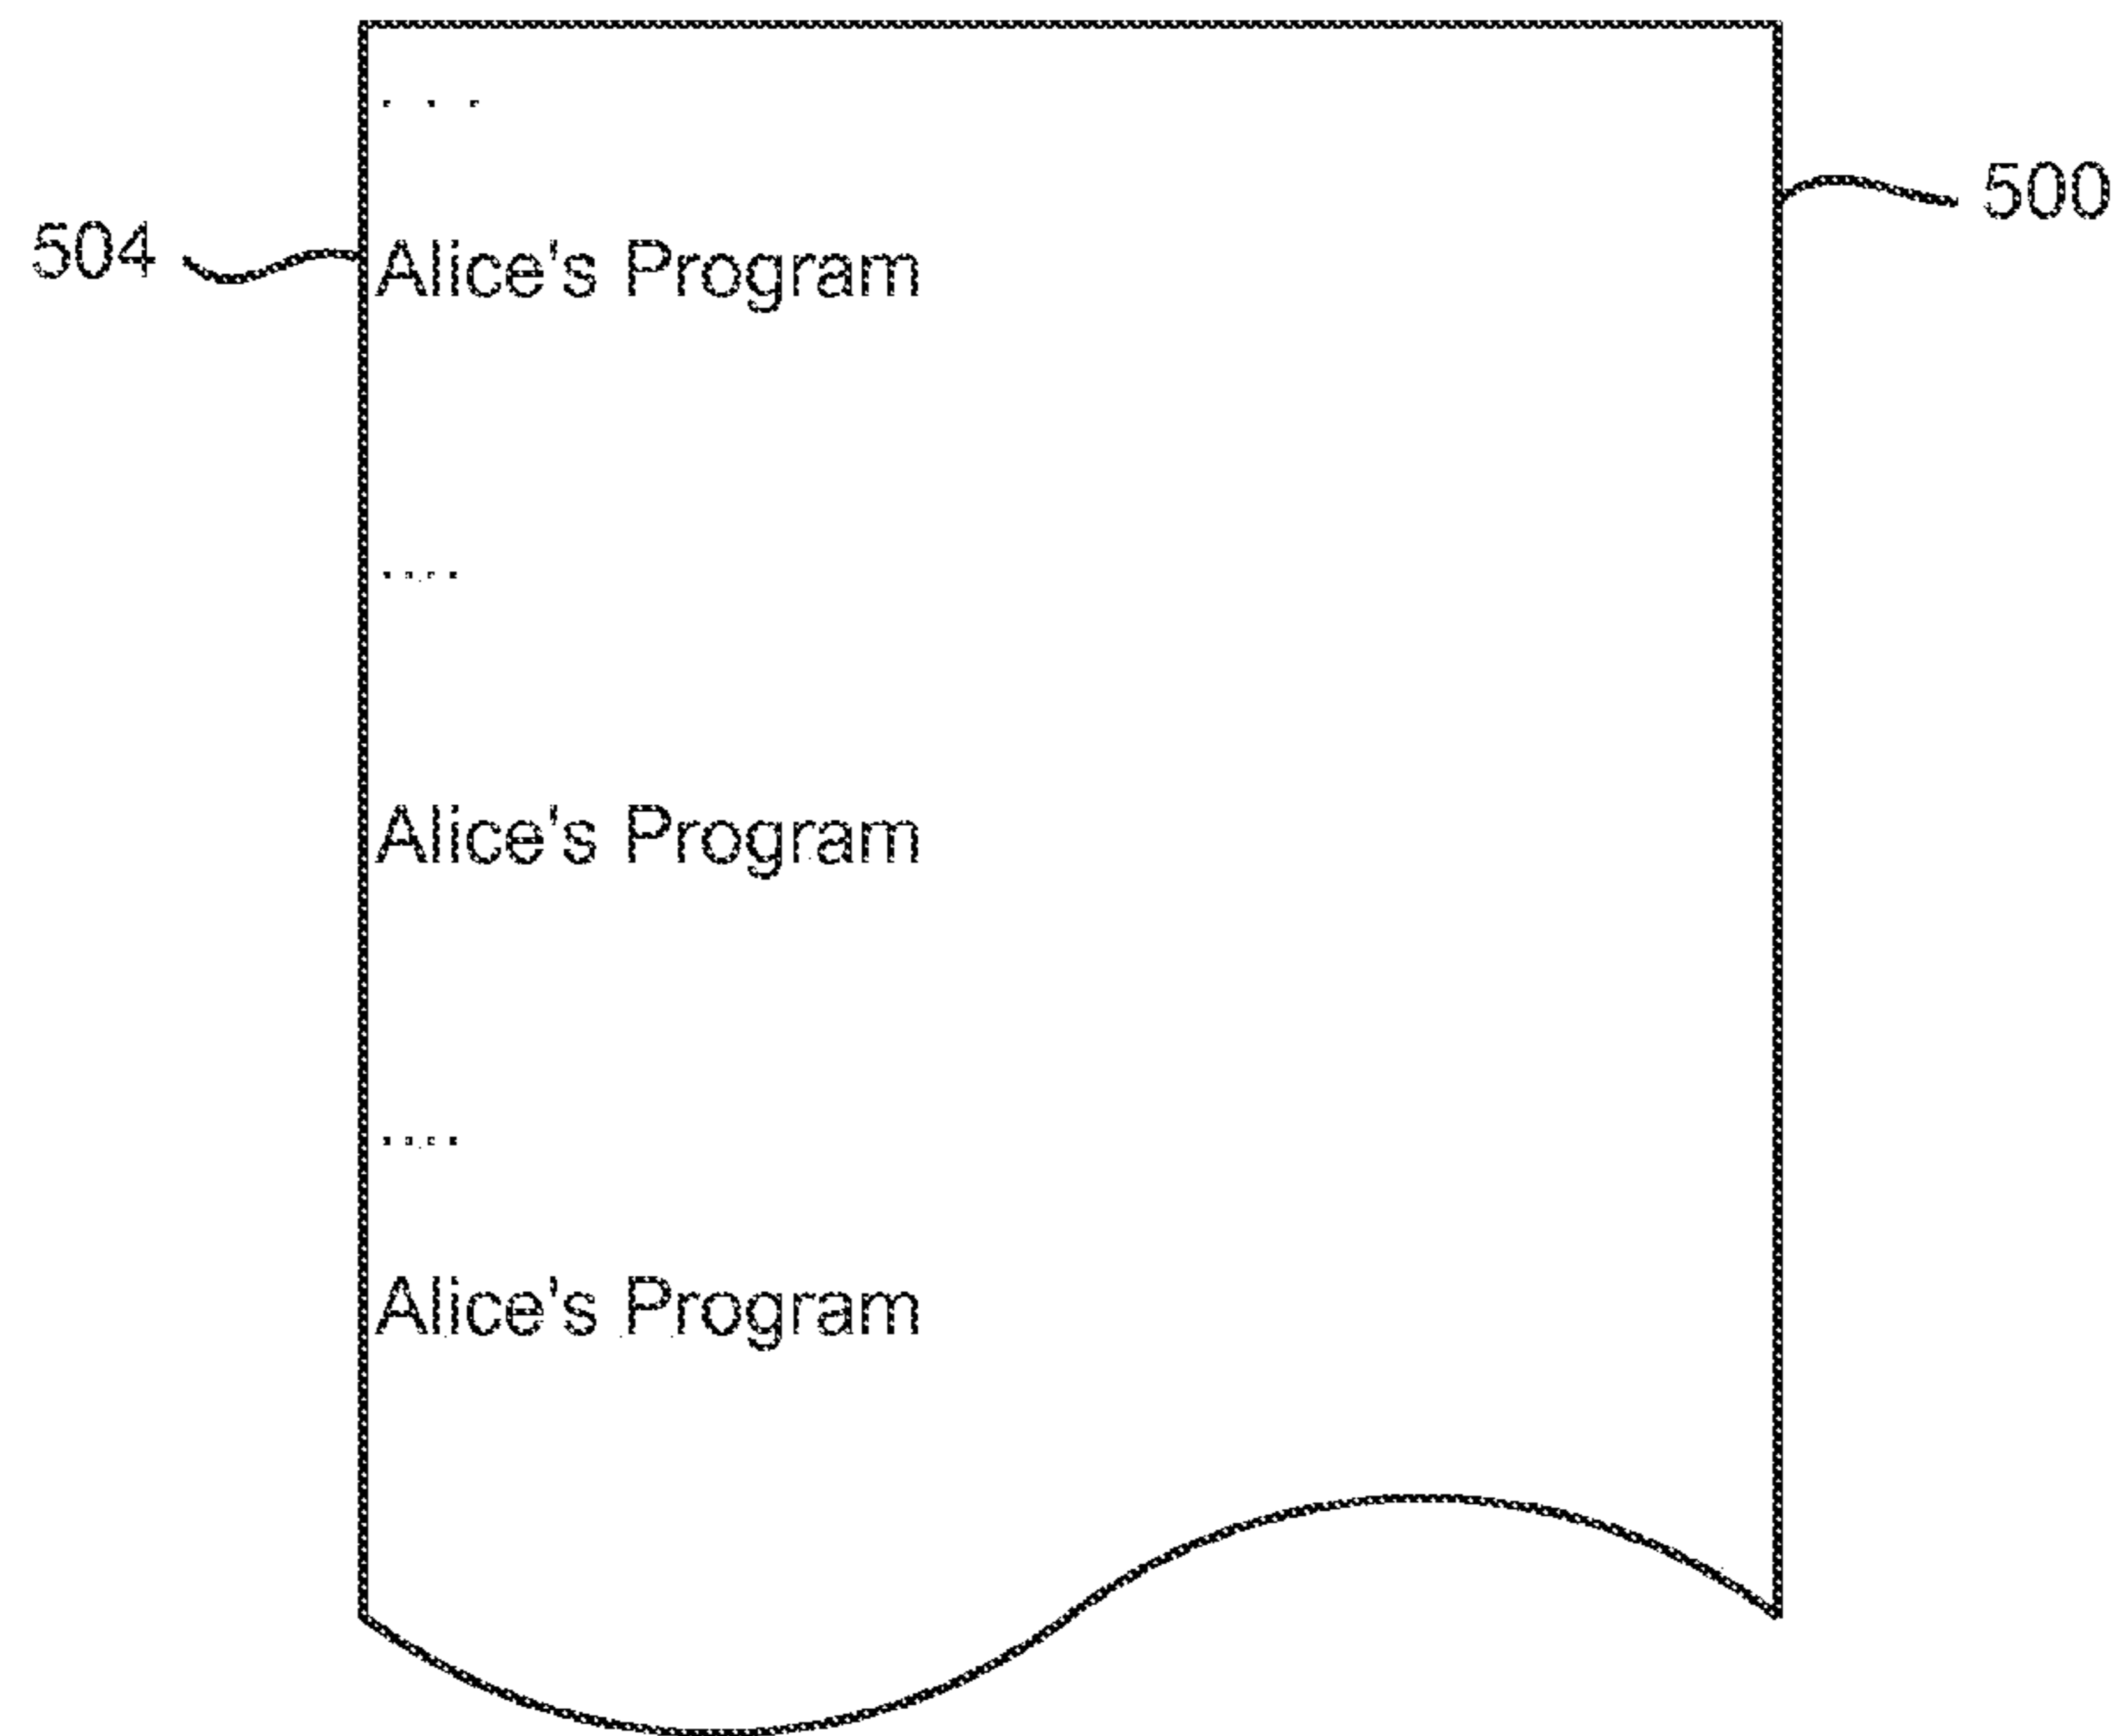 . . .
500
504
Alice's Program
....
Alice's Program
....
Alice's Program